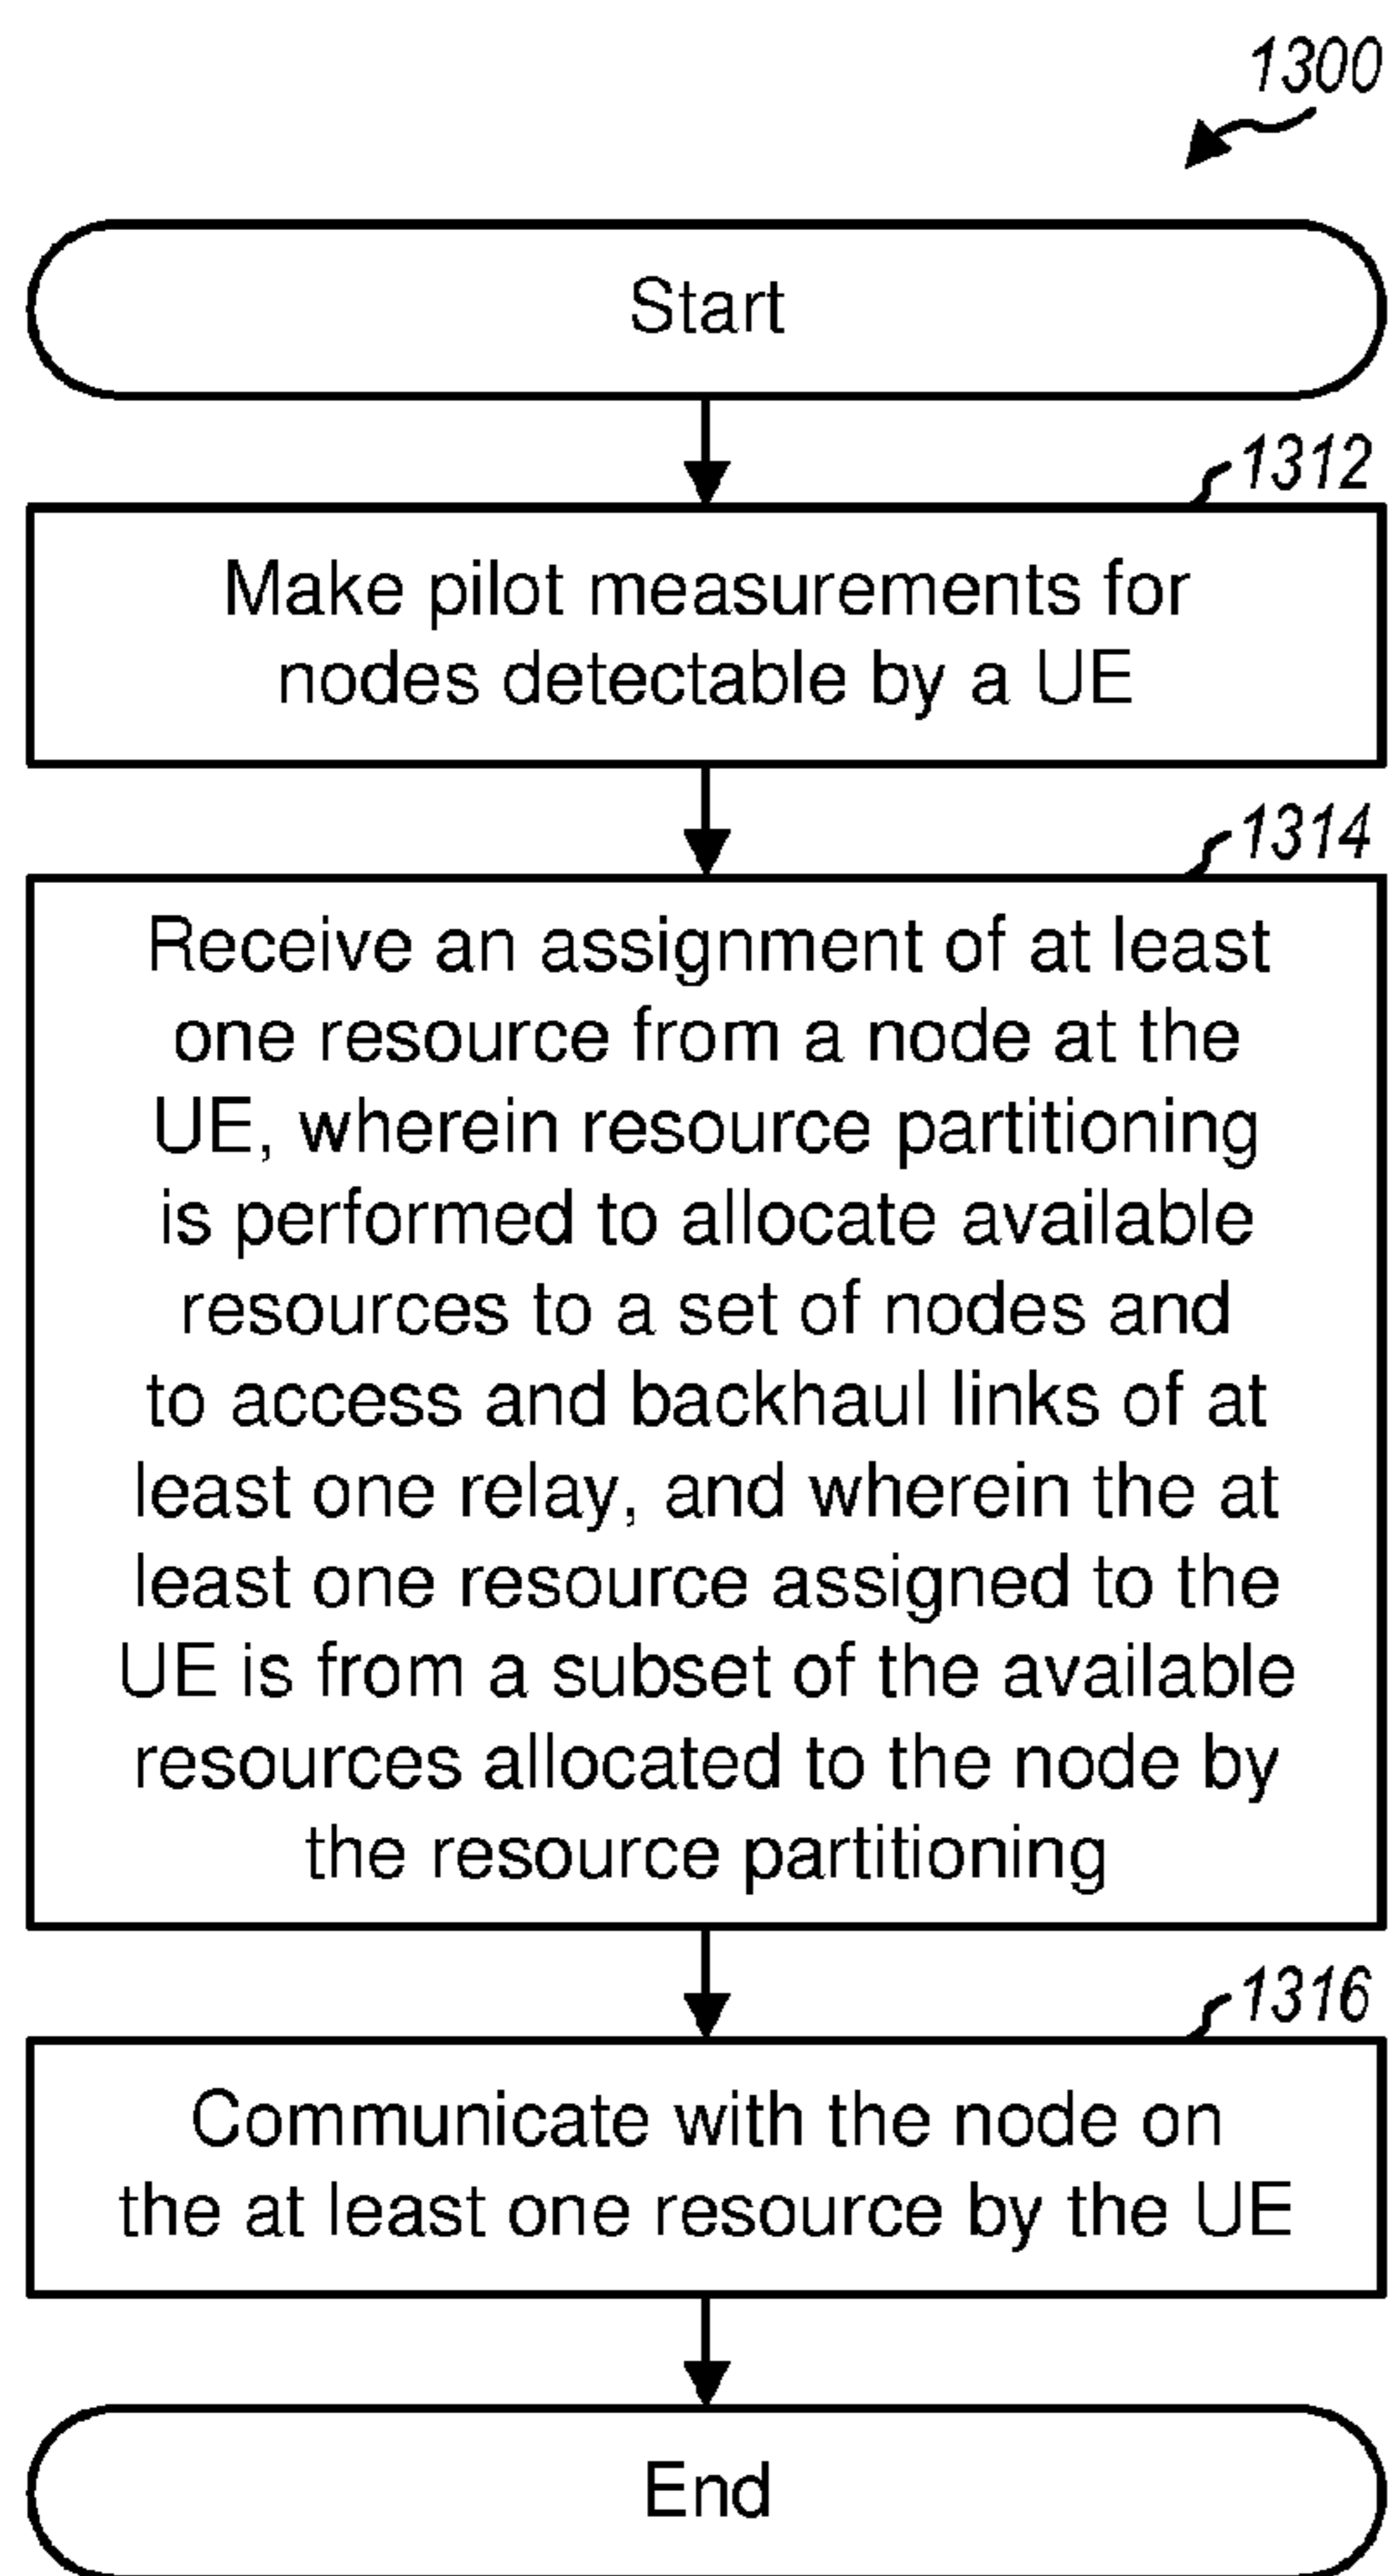 1300
Start
1312
Make pilot measurements for
nodes detectable by a UE
1314
Receive an assignment of at least
one resource from a node at the
UE, wherein resource partitioning
is performed to allocate available
resources to a set of nodes and
to access and backhaul links of at
least one relay, and wherein the at
least one resource assigned to the
UE is from a subset of the available
resources allocated to the node by
the resource partitioning
1316
Communicate with the node on
the at least one resource by the UE
End